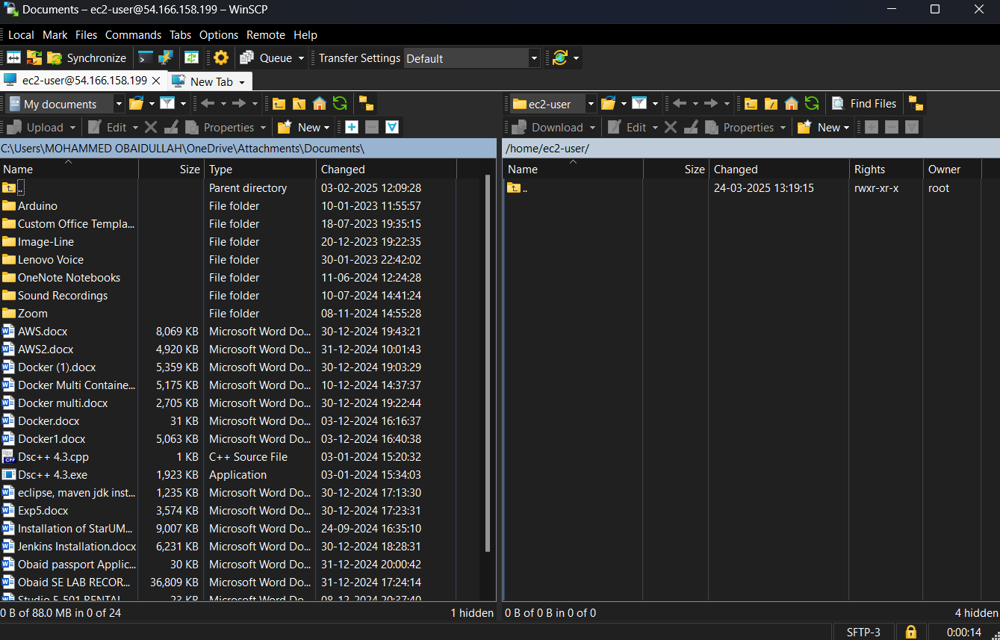 Documents – ec2-user@54.166.158.199 – WinSCP
Local Mark Files Commands Tabs Options Remote Help
Synchronize Queue Transfer Settings Default
ec2-user@54.166.158.199 New Tab
My documents ec2-user Find Files
Upload Edit Properties New Download Edit Properties New
C:\Users\MOHAMMED OBAIDULLAH\OneDrive\Attachments\Documents\ /home/ec2-user/
Name Size Type Changed Name Size Changed Rights Owner
.. Parent directory 03-02-2025 12:09:28 .. 24-03-2025 13:19:15 rwxr-xr-x root
Arduino File folder 10-01-2023 11:55:57
Custom Office Templa... File folder 18-07-2023 19:35:15
Image-Line File folder 20-12-2023 19:22:35
Lenovo Voice File folder 30-01-2023 22:42:02
OneNote Notebooks File folder 11-06-2024 12:24:28
Sound Recordings File folder 10-07-2024 14:41:24
Zoom File folder 08-11-2024 14:55:28
AWS.docx 8,069 KB Microsoft Word Do... 30-12-2024 19:43:21
AWS2.docx 4,920 KB Microsoft Word Do... 31-12-2024 10:01:43
Docker (1).docx 5,359 KB Microsoft Word Do... 30-12-2024 19:03:29
Docker Multi Containe... 5,175 KB Microsoft Word Do... 10-12-2024 14:37:37
Docker multi.docx 2,705 KB Microsoft Word Do... 30-12-2024 19:22:44
Docker.docx 31 KB Microsoft Word Do... 03-12-2024 16:16:37
Docker1.docx 5,063 KB Microsoft Word Do... 03-12-2024 16:40:38
Dsc++ 4.3.cpp 1 KB C++ Source File 03-01-2024 15:20:32
Dsc++ 4.3.exe 1,923 KB Application 03-01-2024 15:34:03
eclipse, maven jdk inst... 1,235 KB Microsoft Word Do... 30-12-2024 17:13:30
Exp5.docx 3,574 KB Microsoft Word Do... 30-12-2024 17:23:31
Installation of StarUM... 9,007 KB Microsoft Word Do... 24-09-2024 16:35:10
Jenkins Installation.docx 6,231 KB Microsoft Word Do... 30-12-2024 18:28:31
Obaid passport Applic... 30 KB Microsoft Word Do... 31-12-2024 20:00:42
Obaid SE LAB RECOR... 36,809 KB Microsoft Word Do... 31-12-2024 17:24:14
Studio F-501 RENTAL 23 KB Microsoft Word Do... 08-12-2024 20:37:40
0 B of 88.0 MB in 0 of 24 1 hidden 0 B of 0 B in 0 of 0 4 hidden
SFTP-3 0:00:14